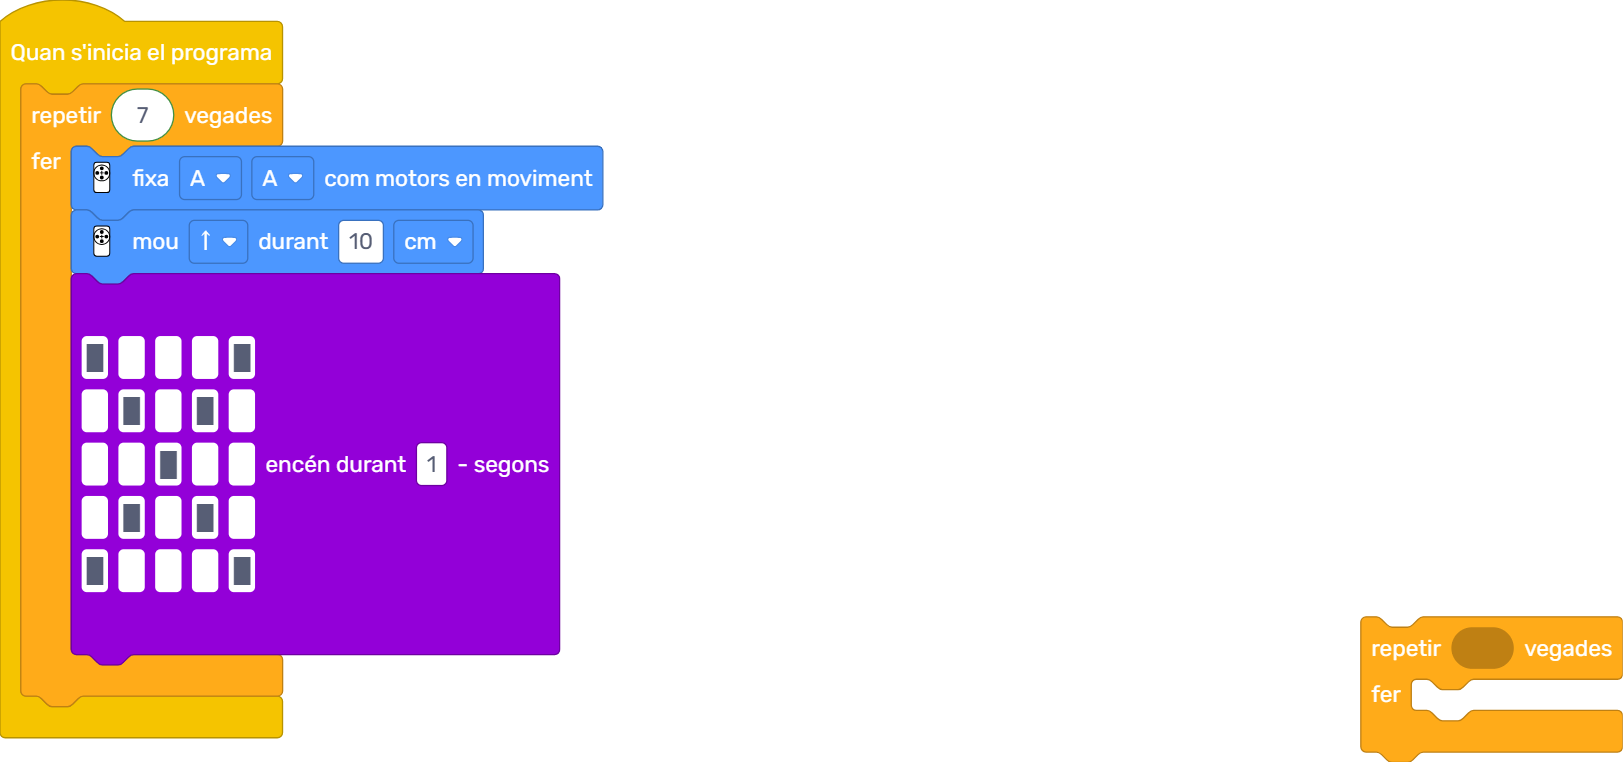 Quan s'inicia el programa
repetir 7 vegades
fer
fixa A A com motors en moviment
mou ↑ durant 10 cm
encén durant 1 - segons
repetir vegades
fer